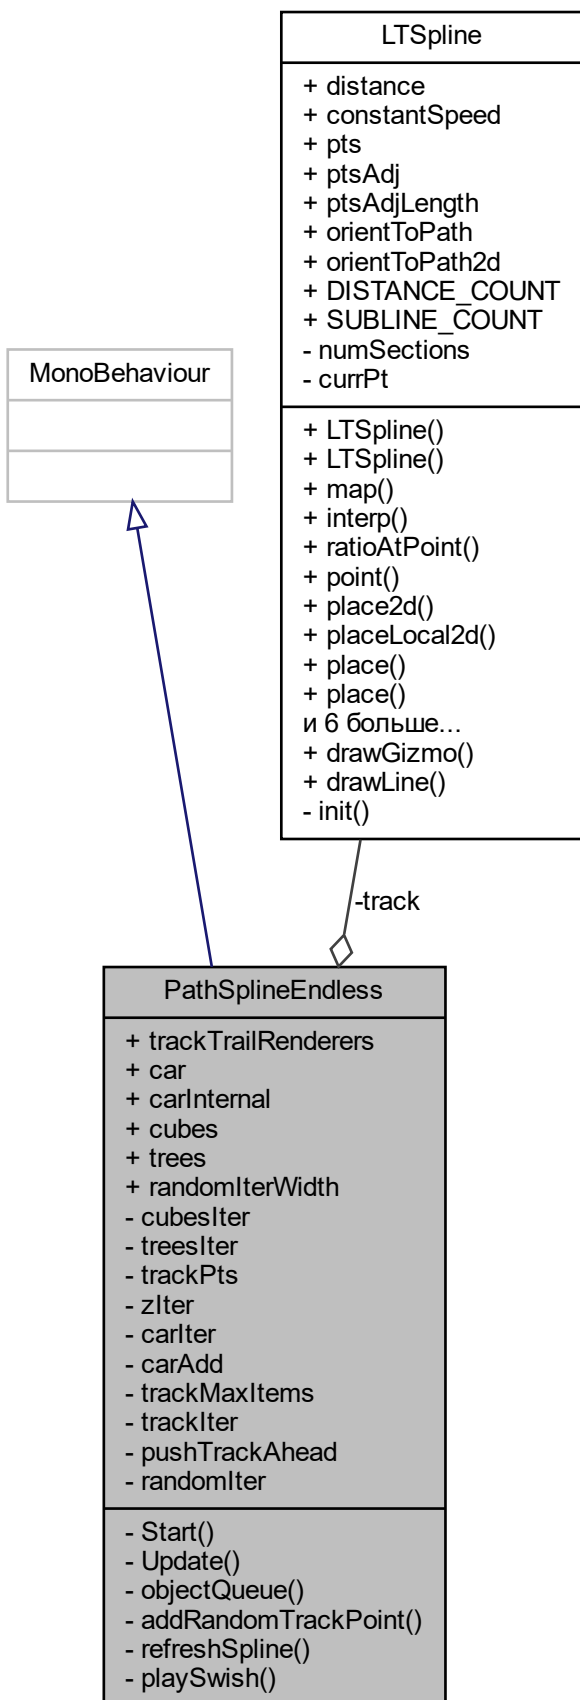 LTSpline
+ distance
+ constantSpeed
+ pts
+ ptsAdj
+ ptsAdjLength
+ orientToPath
+ orientToPath2d
+ DISTANCE_COUNT
+ SUBLINE_COUNT
- numSections
- currPt
+ LTSpline()
+ LTSpline()
+ map()
+ interp()
+ ratioAtPoint()
+ point()
+ place2d()
+ placeLocal2d()
+ place()
+ place()
и 6 больше...
+ drawGizmo()
+ drawLine()
- init()
MonoBehaviour
-track
PathSplineEndless
+ trackTrailRenderers
+ car
+ carInternal
+ cubes
+ trees
+ randomIterWidth
- cubesIter
- treesIter
- trackPts
- zIter
- carIter
- carAdd
- trackMaxItems
- trackIter
- pushTrackAhead
- randomIter
- Start()
- Update()
- objectQueue()
- addRandomTrackPoint()
- refreshSpline()
- playSwish()